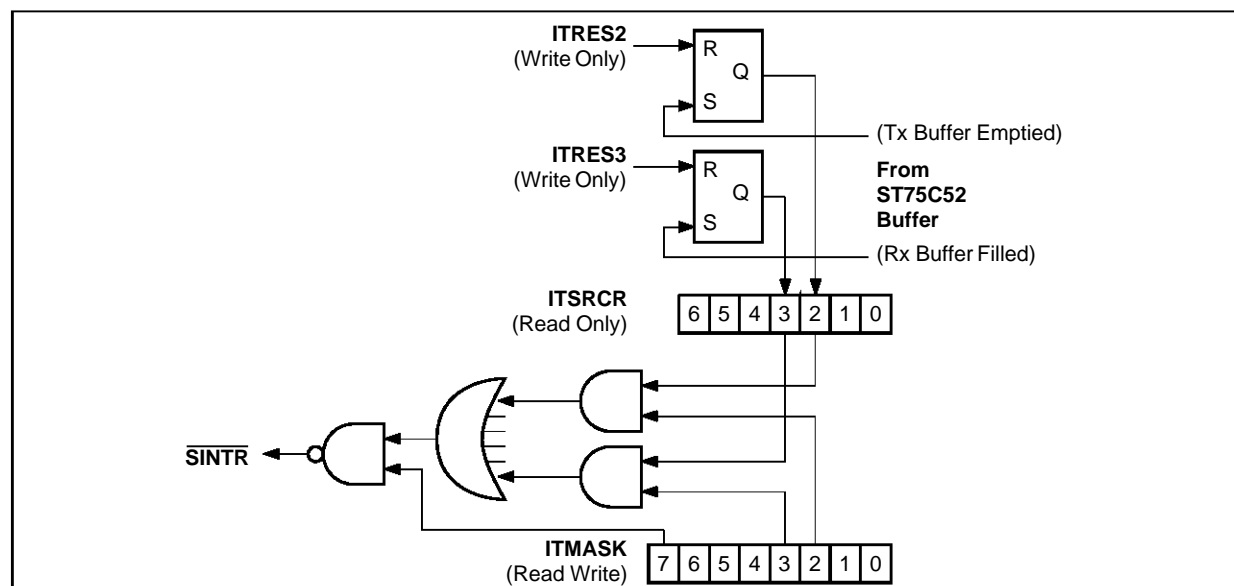 ITRES2
(Write Only)
R
Q
S
(Tx Buffer Emptied)
ITRES3
(Write Only)
R
Q
S
From
ST75C52
Buffer
(Rx Buffer Filled)
ITSRCR
(Read Only)
6 5 4 3 2 1 0
SINTR
ITMASK
(Read Write)
7 6 5 4 3 2 1 0